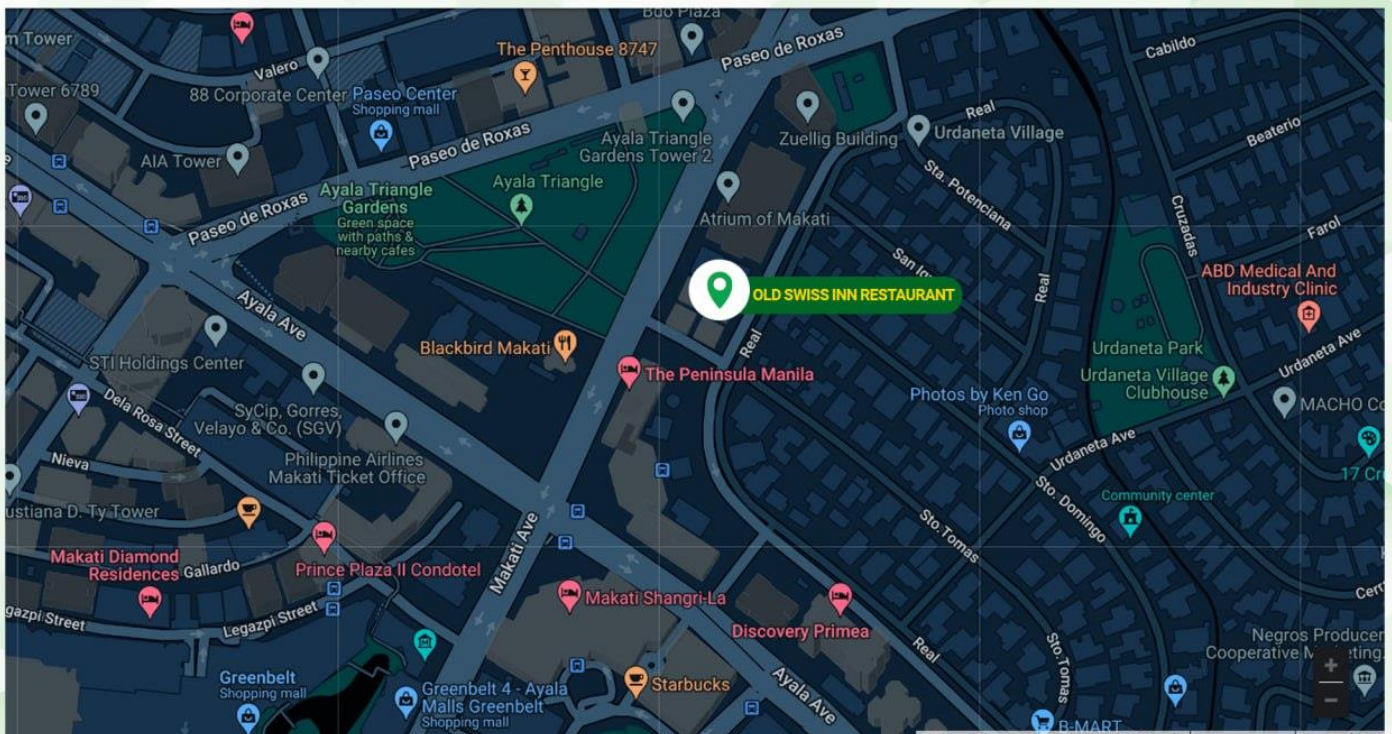 Bdo Plaza
m Tower
The Penthouse 8747
Paseo de Roxas
Cabildo
Valero
Tower 6789
88 Corporate Center
Paseo Center
Shopping mall
Real
Beaterio
Paseo de Roxas
Ayala Triangle
Gardens Tower 2
Zuellig Building
Urdaneta Village
AIA Tower
Sta. Potenciana
Ayala Triangle
Gardens
Green space
with paths &
nearby cafes
Ayala Triangle
Atrium of Makati
Cruzadas
Farol
Paseo de Roxas
San
Real
ABD Medical And
Industry Clinic
OLD SWISS INN RESTAURANT
Ayala Ave
Real
Blackbird Makati
Urdaneta Park
Urdaneta Ave
STI Holdings Center
The Peninsula Manila
Urdaneta Village
Clubhouse
Photos by Ken Go
Photo shop
MACHO
Dela Rosa Street
SyCip, Gorres,
Velayo & Co. (SGV)
Urdaneta Ave
Nieva
Philippine Airlines
Makati Ticket Office
17 Cru
Community center
ustiana D. Ty Tower
Sto. Domingo
Sto. Tomas
Makati Diamond
Residences
Gallardo
Prince Plaza II Condotel
Makati Ave
Makati Shangri-La
Discovery Primea
gazpi Street
Legazpi Street
Real
Sto. Tomas
Negros Producer
Cooperative
Greenbelt
Shopping mall
Greenbelt 4 - Ayala
Malls Greenbelt
Shopping mall
Starbucks
Ayala Ave
B-MART